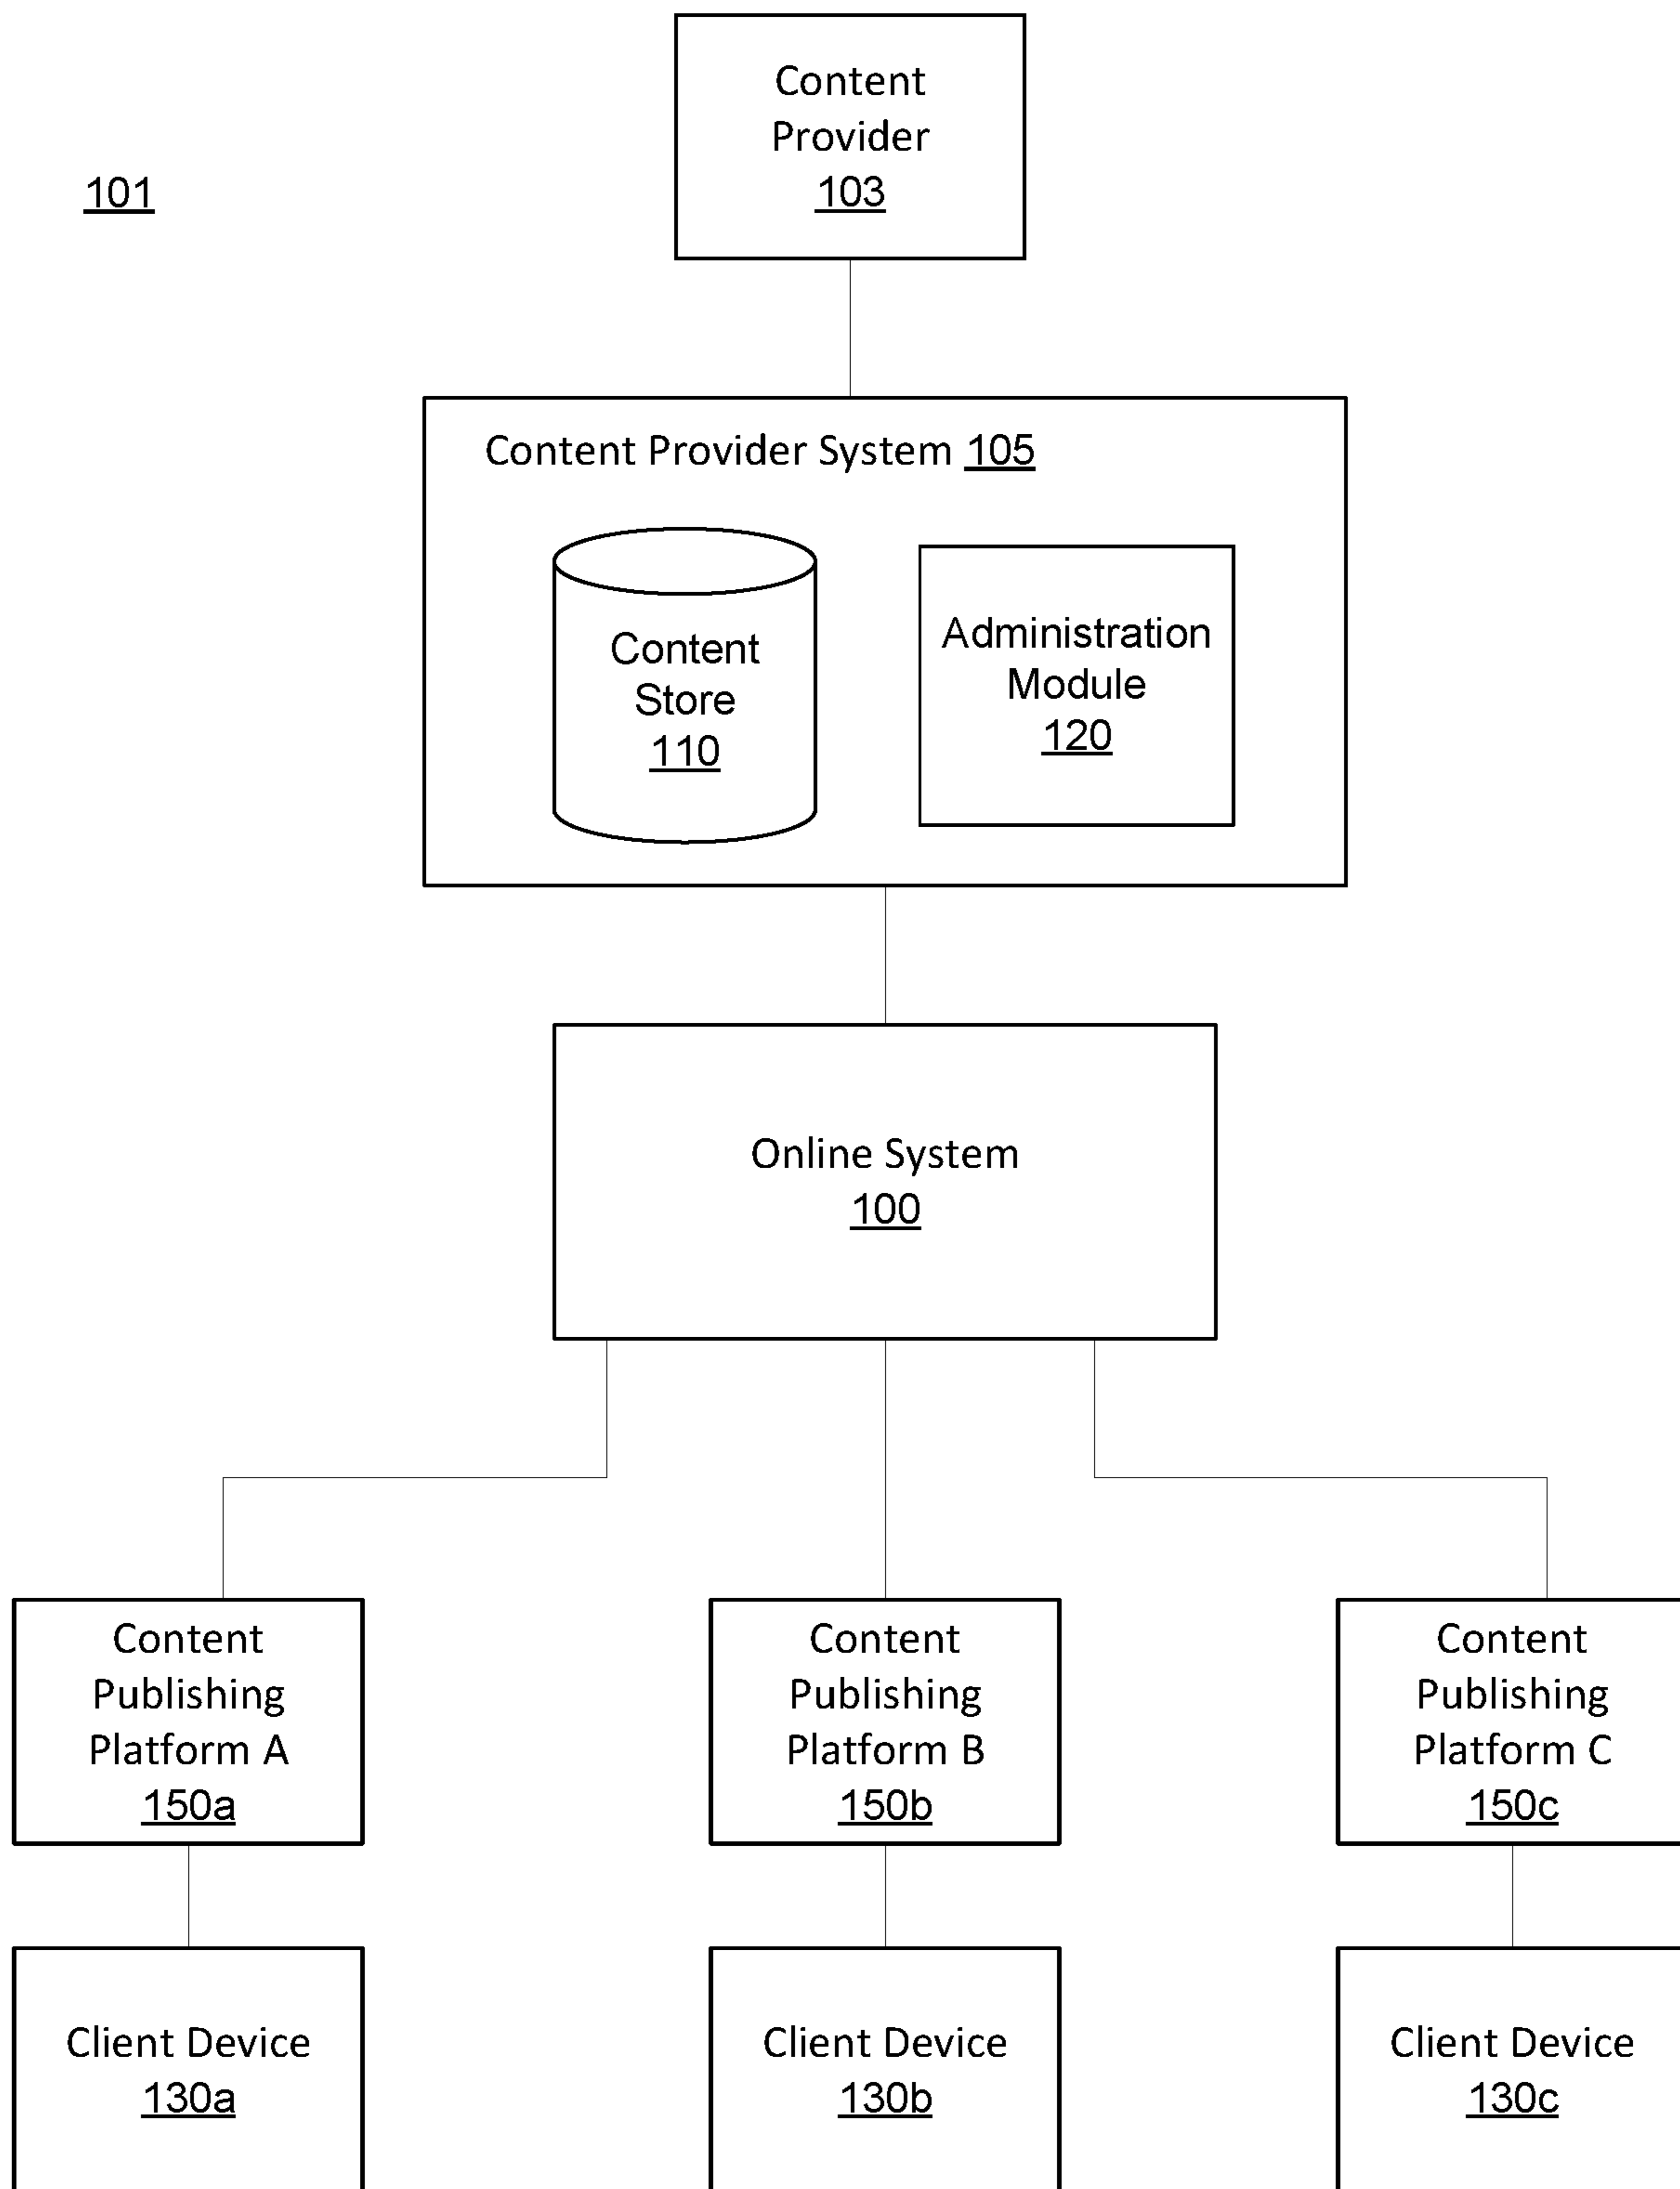 Content
Provider
103
101
Content Provider System 105
Content
Store
110
Administration
Module
120
Online System
100
Content
Publishing
Platform A
150a
Content
Publishing
Platform B
150b
Content
Publishing
Platform C
150c
Client Device
130a
Client Device
130b
Client Device
130c